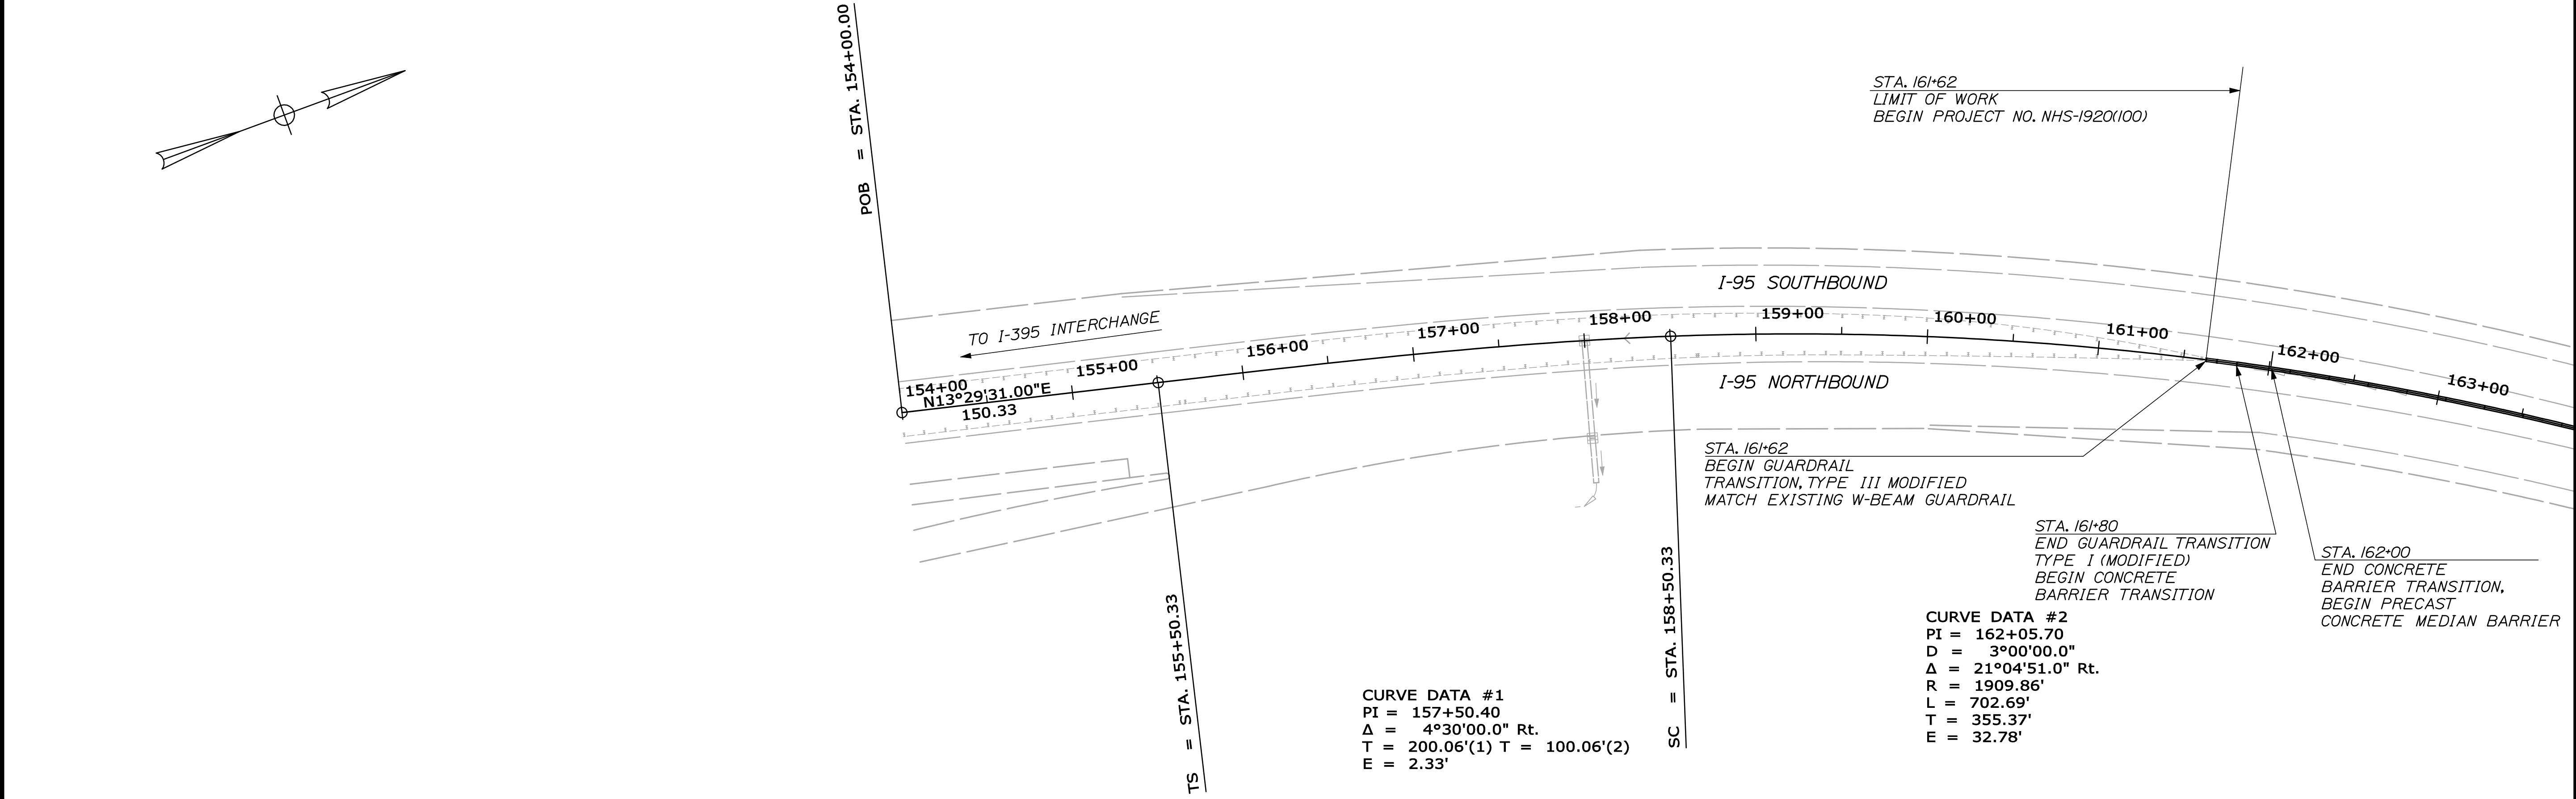 POB = STA. 154+00.00
STA. 161+62
LIMIT OF WORK
BEGIN PROJECT NO. NHS-1920(100)
I-95 SOUTHBOUND
TO I-395 INTERCHANGE
154+00
155+00
156+00
157+00
158+00
159+00
160+00
161+00
162+00
163+00
N13°29'31.00"E
150.33
I-95 NORTHBOUND
STA. 161+62
BEGIN GUARDRAIL
TRANSITION, TYPE III MODIFIED
MATCH EXISTING W-BEAM GUARDRAIL
STA. 161+80
END GUARDRAIL TRANSITION
TYPE I (MODIFIED)
BEGIN CONCRETE
BARRIER TRANSITION
STA. 162+00
END CONCRETE
BARRIER TRANSITION,
BEGIN PRECAST
CONCRETE MEDIAN BARRIER
TS = STA. 155+50.33
SC = STA. 158+50.33
CURVE DATA #1
PI = 157+50.40
Δ = 4°30'00.0" Rt.
T = 200.06'(1) T = 100.06'(2)
E = 2.33'
CURVE DATA #2
PI = 162+05.70
D = 3°00'00.0"
Δ = 21°04'51.0" Rt.
R = 1909.86'
L = 702.69'
T = 355.37'
E = 32.78'